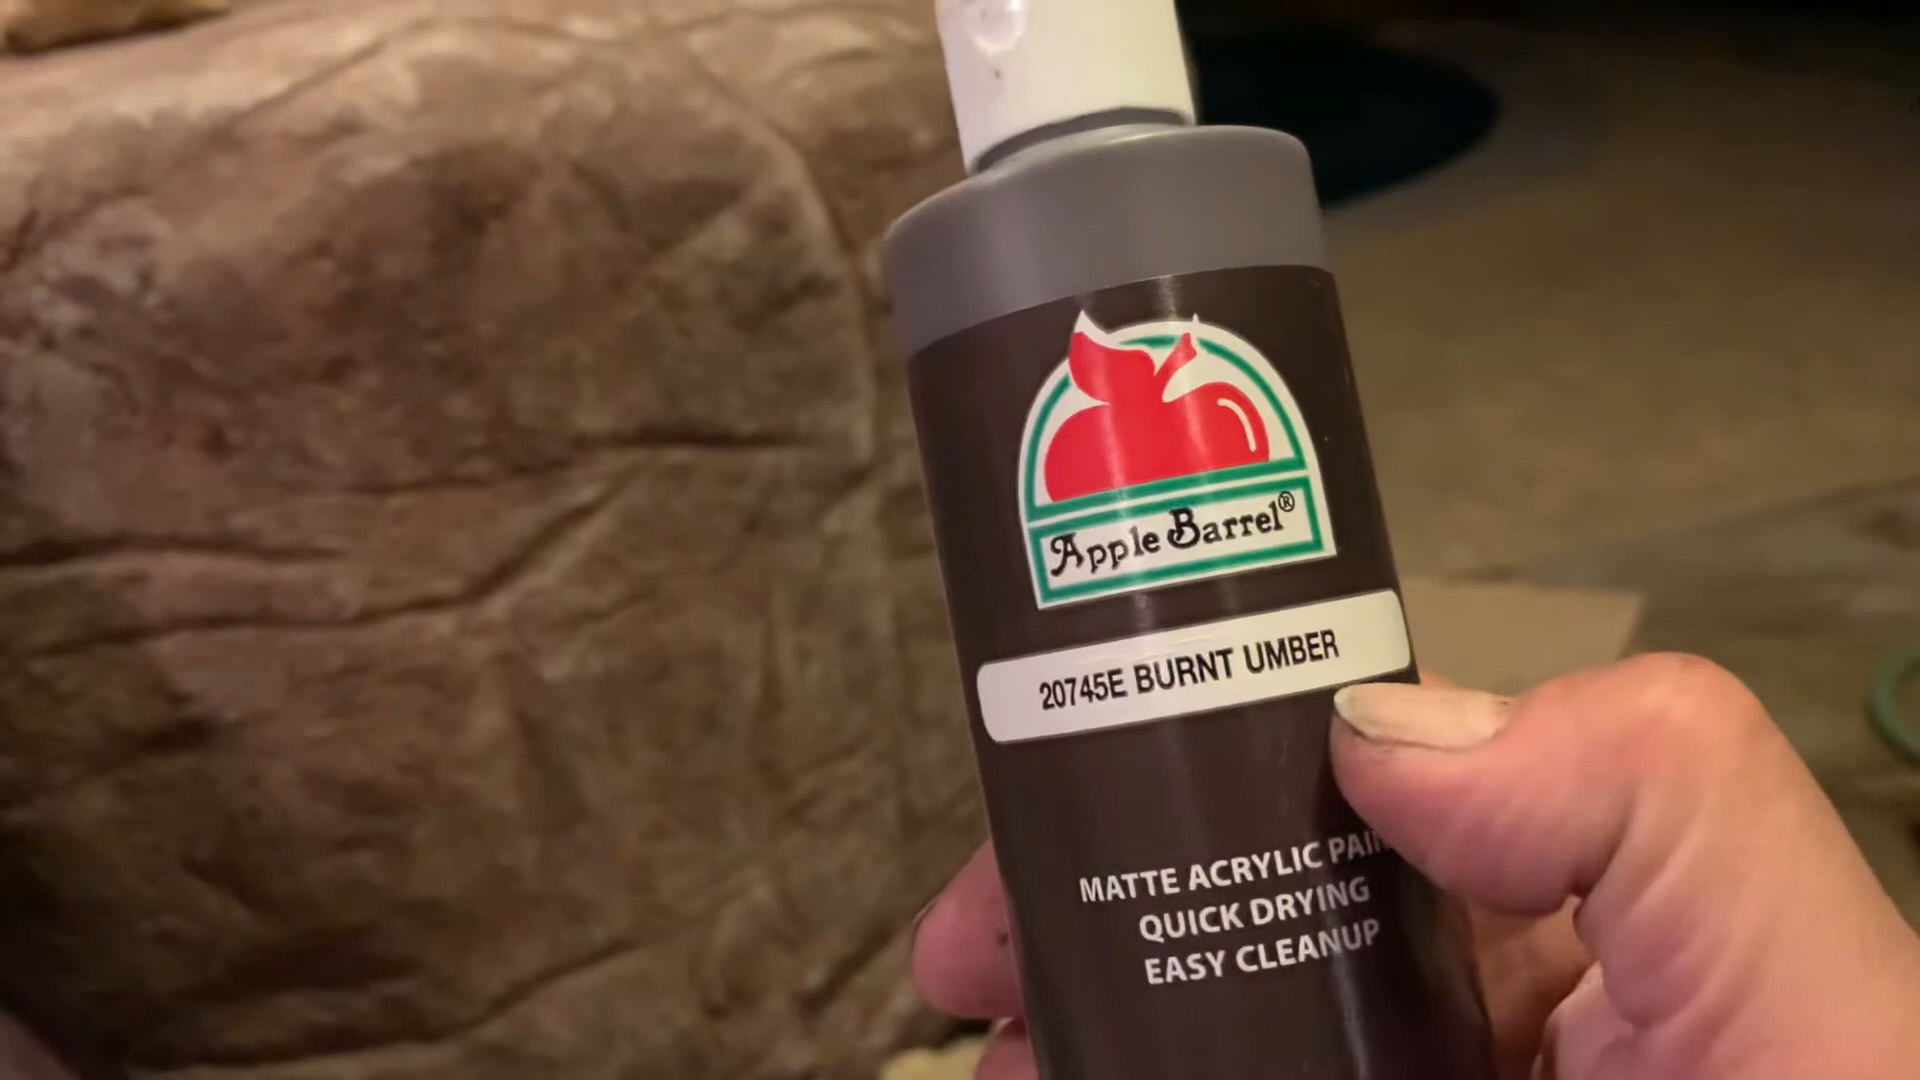 Apple Barrel®
20745E BURNT UMBER
MATTE ACRYLIC
QUICK DRYING
EASY CLEANUP